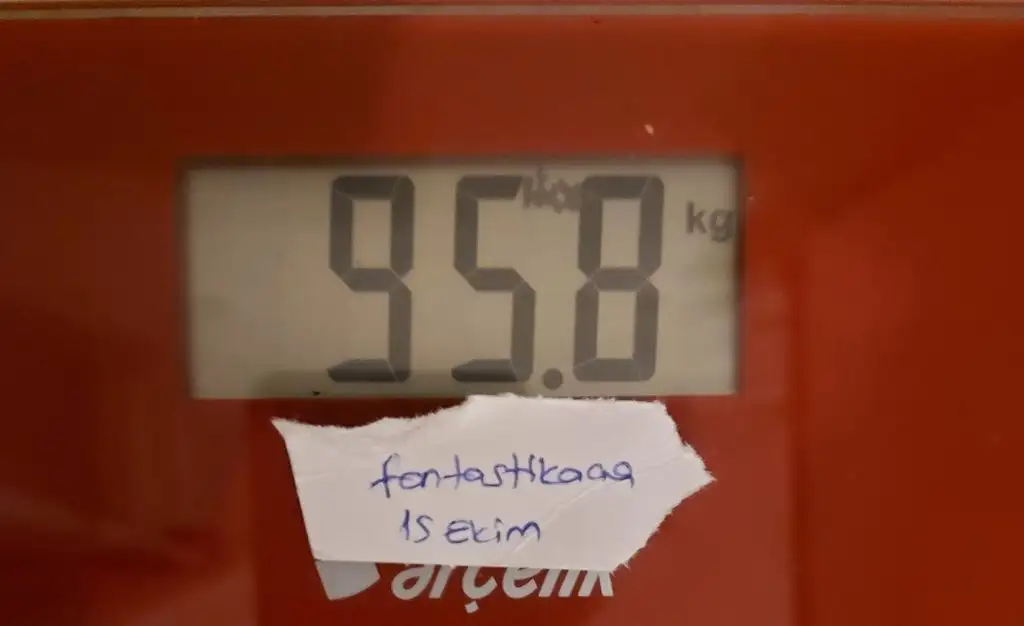 95.8 kg
fantastikaaa
15 Ekim
arçelik